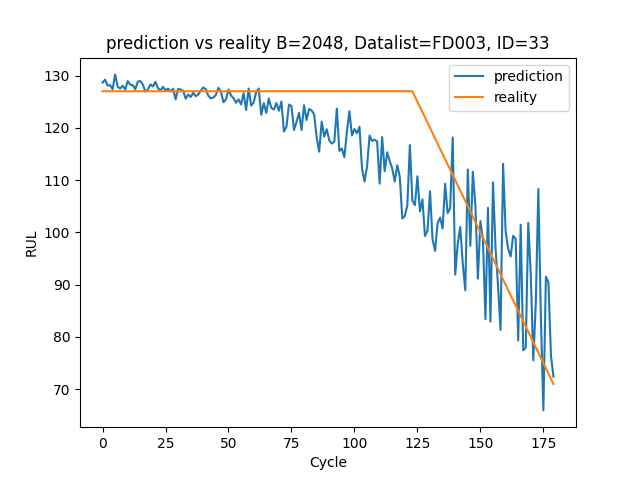 prediction vs reality B=2048, Datalist=FD003, ID=33
prediction
reality
RUL
130
120
110
100
90
80
70
0 25 50 75 100 125 150 175
Cycle